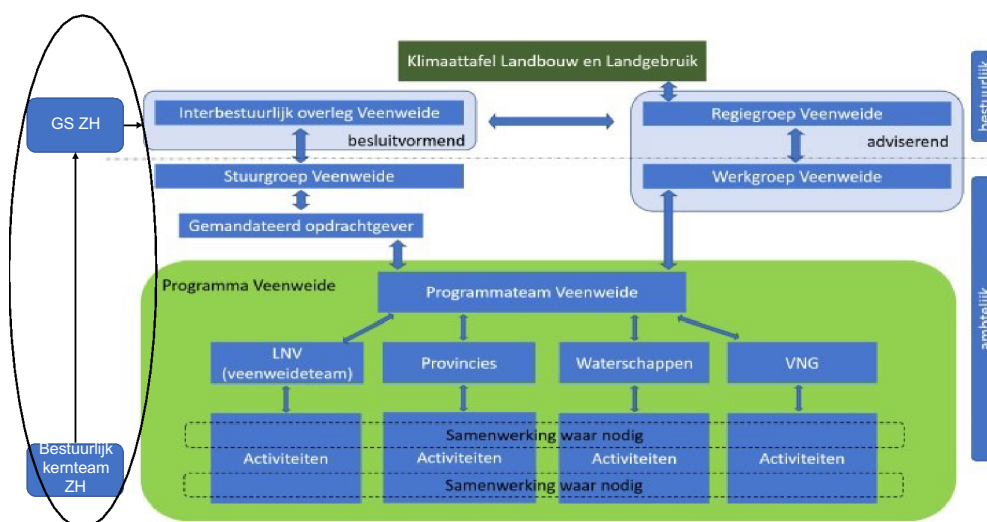 Klimaattafel Landbouw en Landgebruik
bestuurlijk
GS ZH
Interbestuurlijk overleg Veenweide
besluitvormend
Regiegroep Veenweide
adviserend
Stuurgroep Veenweide
Werkgroep Veenweide
Gemandateerd opdrachtgever
ambtelijk
Programma Veenweide
Programmateam Veenweide
LNV
(veenweideteam)
Provincies
Waterschappen
VNG
Samenwerking waar nodig
Bestuurlijk
kernteam
ZH
Activiteiten
Activiteiten
Activiteiten
Activiteiten
Samenwerking waar nodig